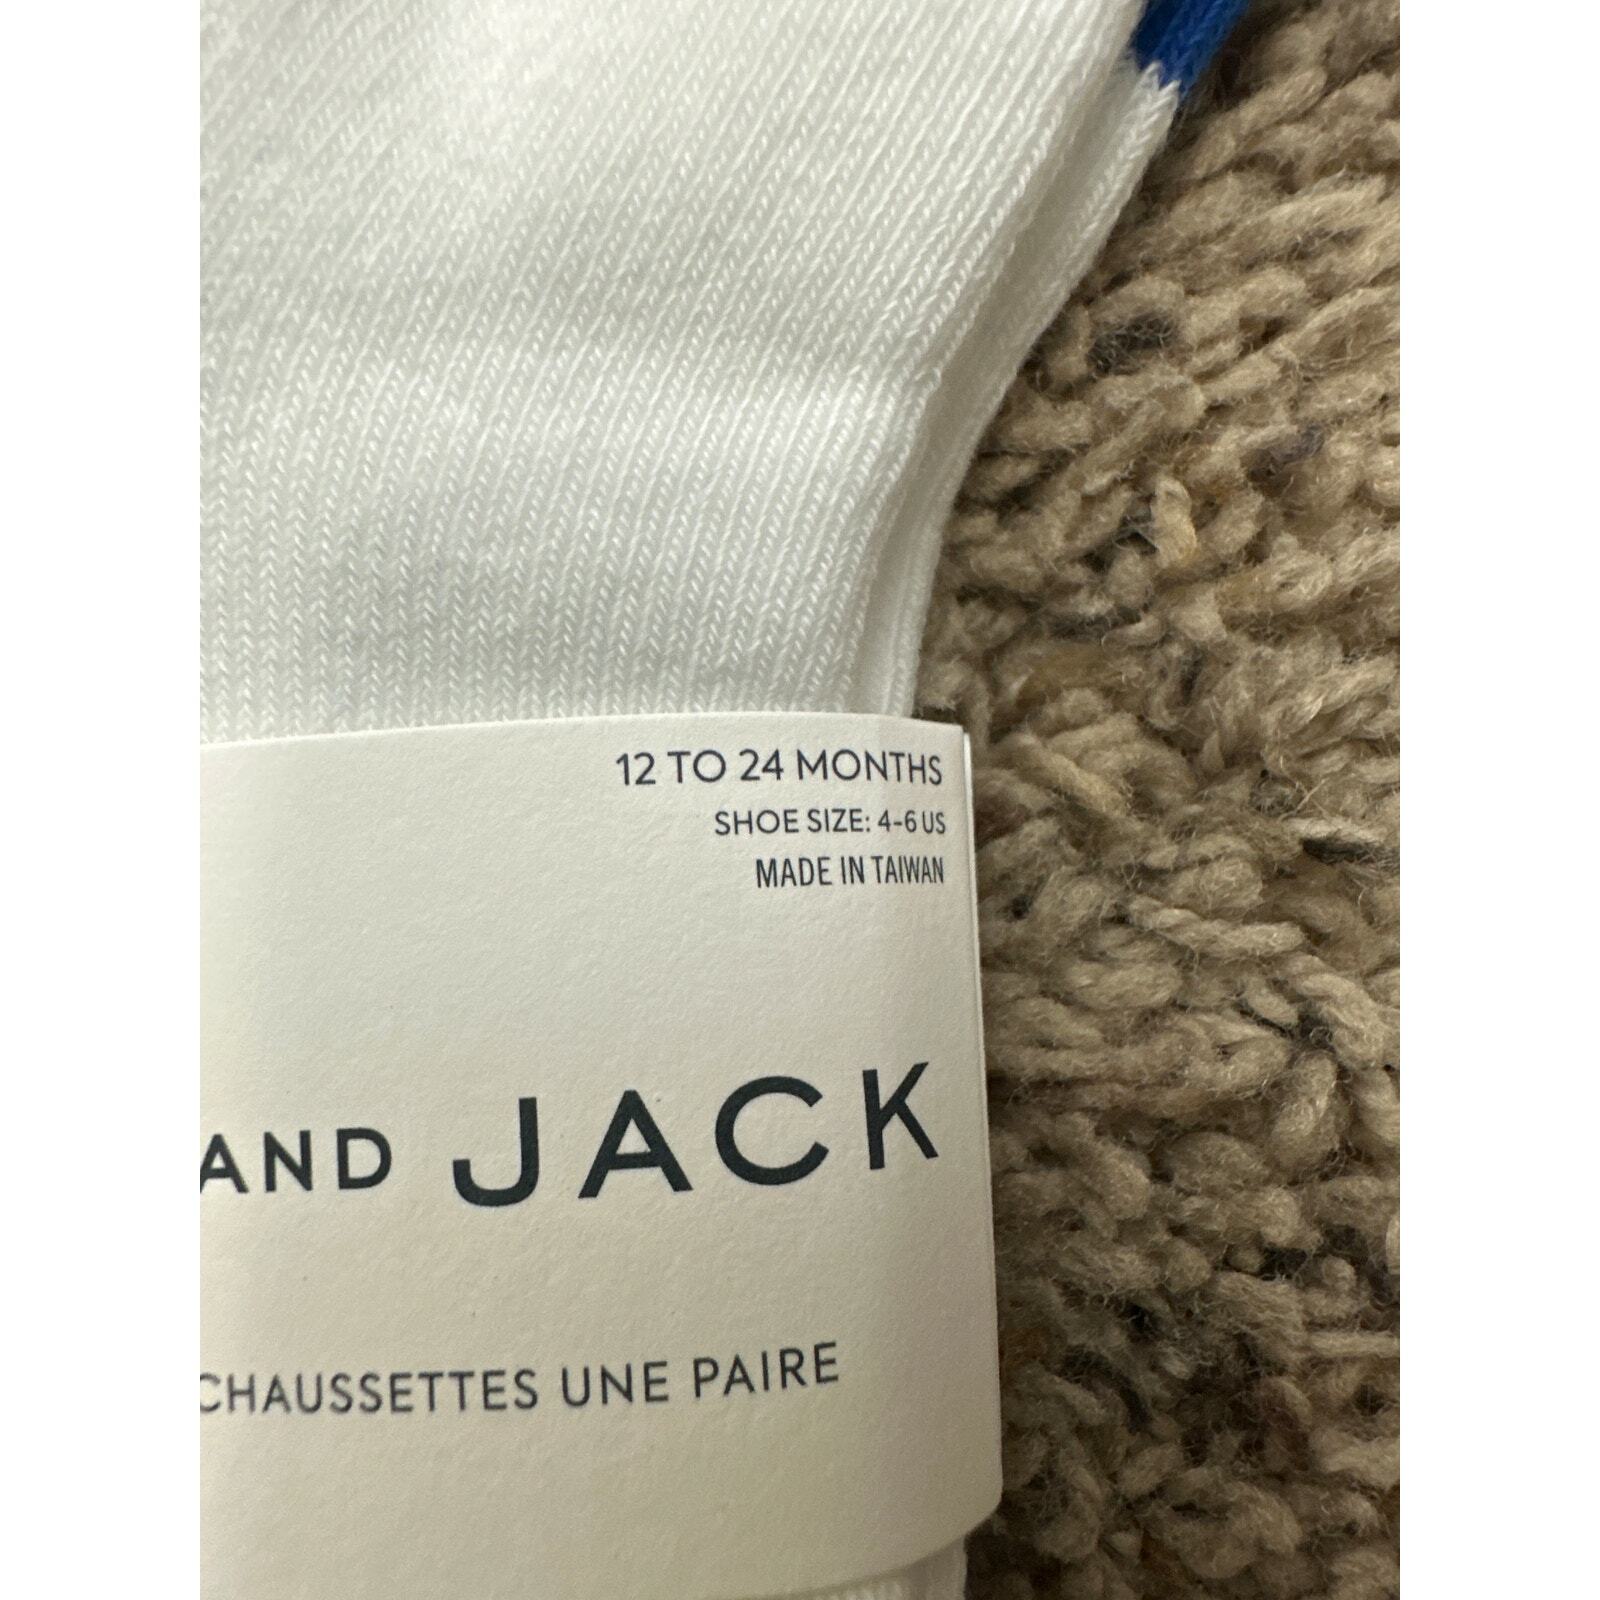 12 TO 24 MONTHS
SHOE SIZE: 4-6 US
MADE IN TAIWAN
AND JACK
CHAUSSETTES UNE PAIRE